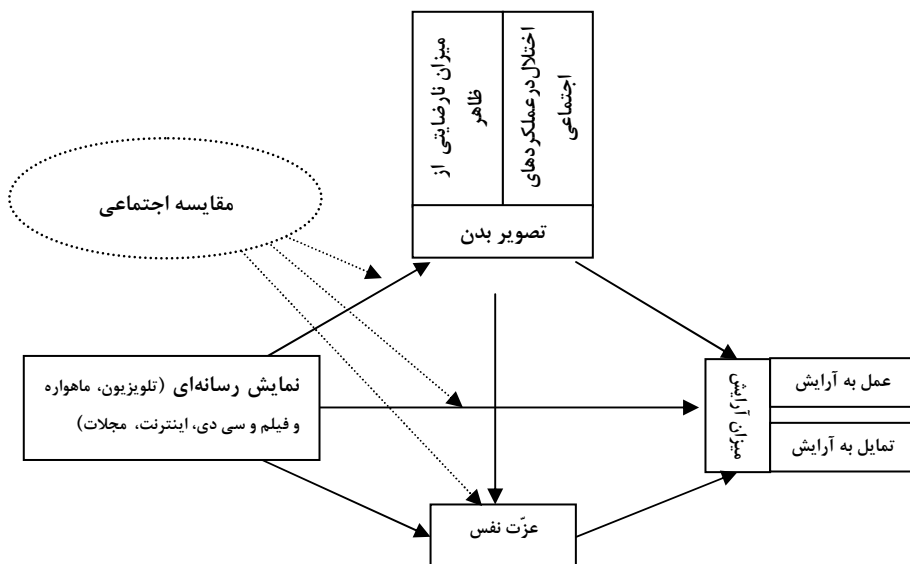 میزان نارضایتی از
ظاهر
اختلال درعملکردهای
اجتماعی
تصویر بدن
مقایسه اجتماعی
نمایش رسانه‌ای (تلویزیون، ماهواره
و فیلم و سی دی، اینترنت، مجلات)
میزان آرایش
عمل به آرایش
تمایل به آرایش
عزّت نفس